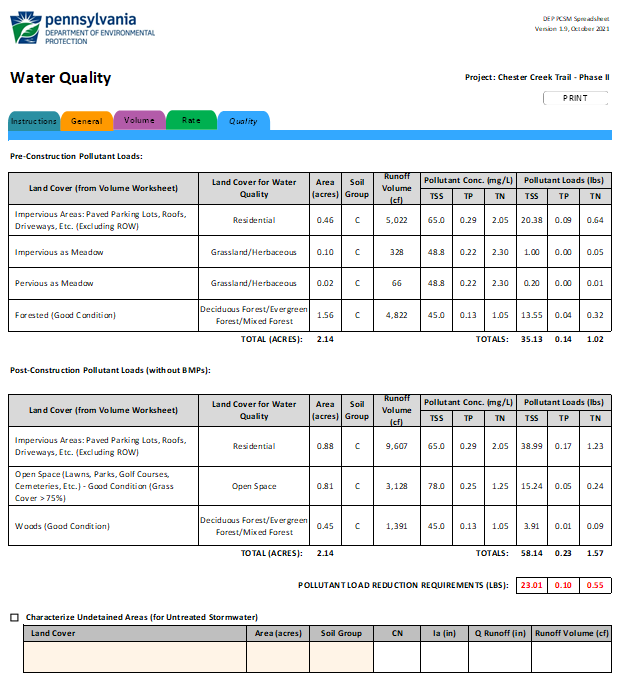 pennsylvania
DEPARTMENT OF ENVIRONMENTAL
PROTECTION
DEP PCSM Spreadsheet
Version 1.9, October 2021
Water Quality
Project: Chester Creek Trail - Phase II
PRINT
Instructions General Volume Rate Quality
Pre-Construction Pollutant Loads:
Land Cover (from Volume Worksheet) Land Cover for Water Quality Area (acres) Soil Group Runoff Volume (cf) Pollutant Conc. (mg/L) Pollutant Loads (lbs)
TSS TP TN TSS TP TN
Impervious Areas: Paved Parking Lots, Roofs,
Driveways, Etc. (Excluding ROW) Residential 0.46 C 5,022 65.0 0.29 2.05 20.38 0.09 0.64
Impervious as Meadow Grassland/Herbaceous 0.10 C 328 48.8 0.22 2.30 1.00 0.00 0.05
Pervious as Meadow Grassland/Herbaceous 0.02 C 66 48.8 0.22 2.30 0.20 0.00 0.01
Forested (Good Condition) Deciduous Forest/Evergreen Forest/Mixed Forest 1.56 C 4,822 45.0 0.13 1.05 13.55 0.04 0.32
TOTAL (ACRES): 2.14 TOTALS: 35.13 0.14 1.02
Post-Construction Pollutant Loads (without BMPs):
Land Cover (from Volume Worksheet) Land Cover for Water Quality Area (acres) Soil Group Runoff Volume (cf) Pollutant Conc. (mg/L) Pollutant Loads (lbs)
TSS TP TN TSS TP TN
Impervious Areas: Paved Parking Lots, Roofs,
Driveways, Etc. (Excluding ROW) Residential 0.88 C 9,607 65.0 0.29 2.05 38.99 0.17 1.23
Open Space (Lawns, Parks, Golf Courses,
Cemeteries, Etc.) - Good Condition (Grass
Cover > 75%) Open Space 0.81 C 3,128 78.0 0.25 1.25 15.24 0.05 0.24
Woods (Good Condition) Deciduous Forest/Evergreen Forest/Mixed Forest 0.45 C 1,391 45.0 0.13 1.05 3.91 0.01 0.09
TOTAL (ACRES): 2.14 TOTALS: 58.14 0.23 1.57
POLLUTANT LOAD REDUCTION REQUIREMENTS (LBS): 23.01 0.10 0.55
Characterize Undetained Areas (for Untreated Stormwater)
Land Cover Area (acres) Soil Group CN Ia (in) Q Runoff (in) Runoff Volume (cf)